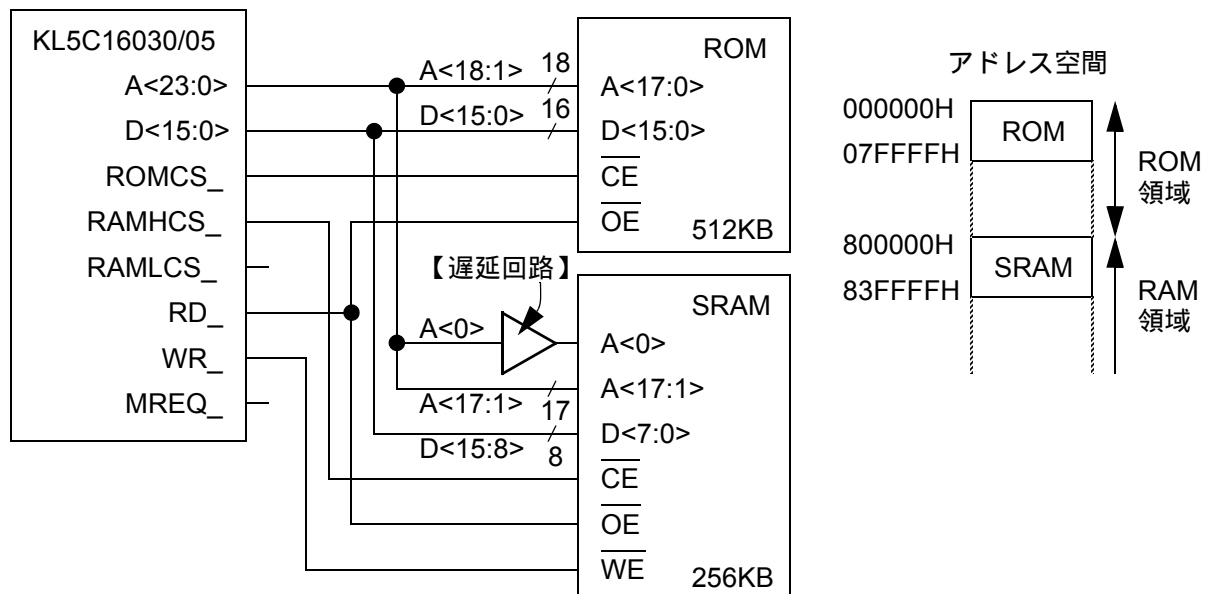 KL5C16030/05
A<23:0>
D<15:0>
ROMCS_
RAMHCS_
RAMLCS_
RD_
WR_
MREQ_
A<18:1> 18
D<15:0> 16
【遅延回路】
A<0>
A<17:1> 17
D<15:8> 8
ROM
A<17:0>
D<15:0>
CE
OE
512KB
SRAM
A<0>
A<17:1>
D<7:0>
CE
OE
WE
256KB
アドレス空間
000000H
ROM
07FFFFH
ROM
領域
800000H
SRAM
83FFFFH
RAM
領域